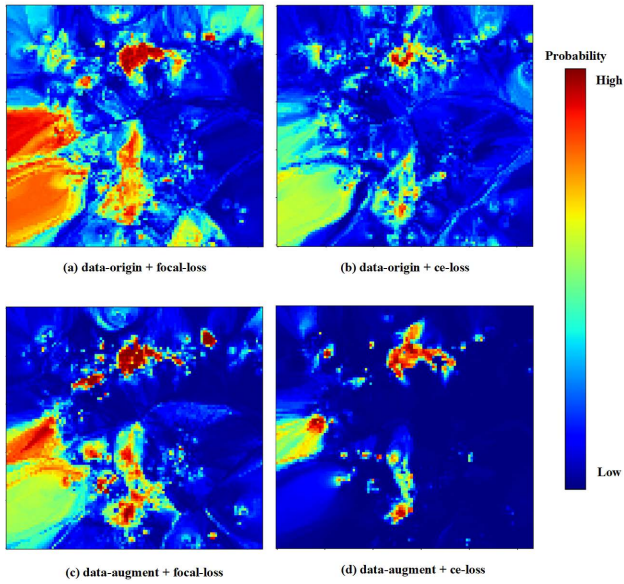 Probability
High
(a) data-origin + focal-loss
(b) data-origin + ce-loss
Low
(c) data-augment + focal-loss
(d) data-augment + ce-loss